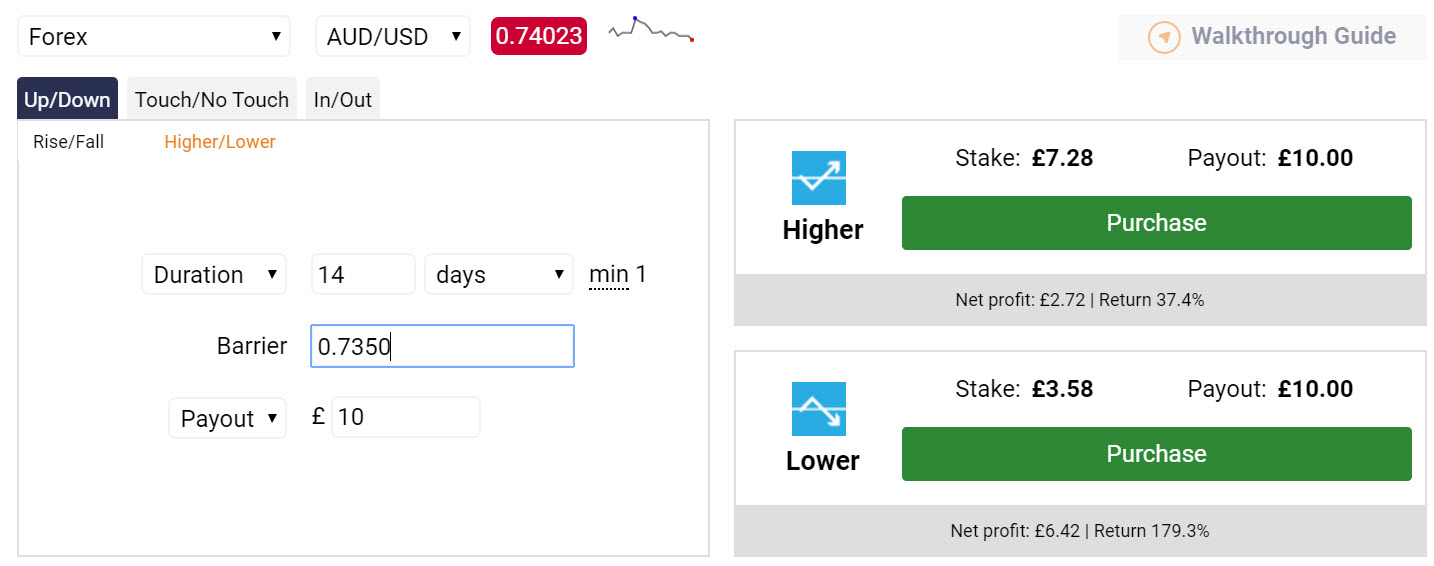 Forex AUD/USD 0.74023 Walkthrough Guide
Up/Down Touch/No Touch In/Out
Rise/Fall Higher/Lower
Duration 14 days min 1
Barrier 0.7350
Payout £ 10
Stake: £7.28 Payout: £10.00
Purchase
Higher
Net profit: £2.72 | Return 37.4%
Stake: £3.58 Payout: £10.00
Purchase
Lower
Net profit: £6.42 | Return 179.3%